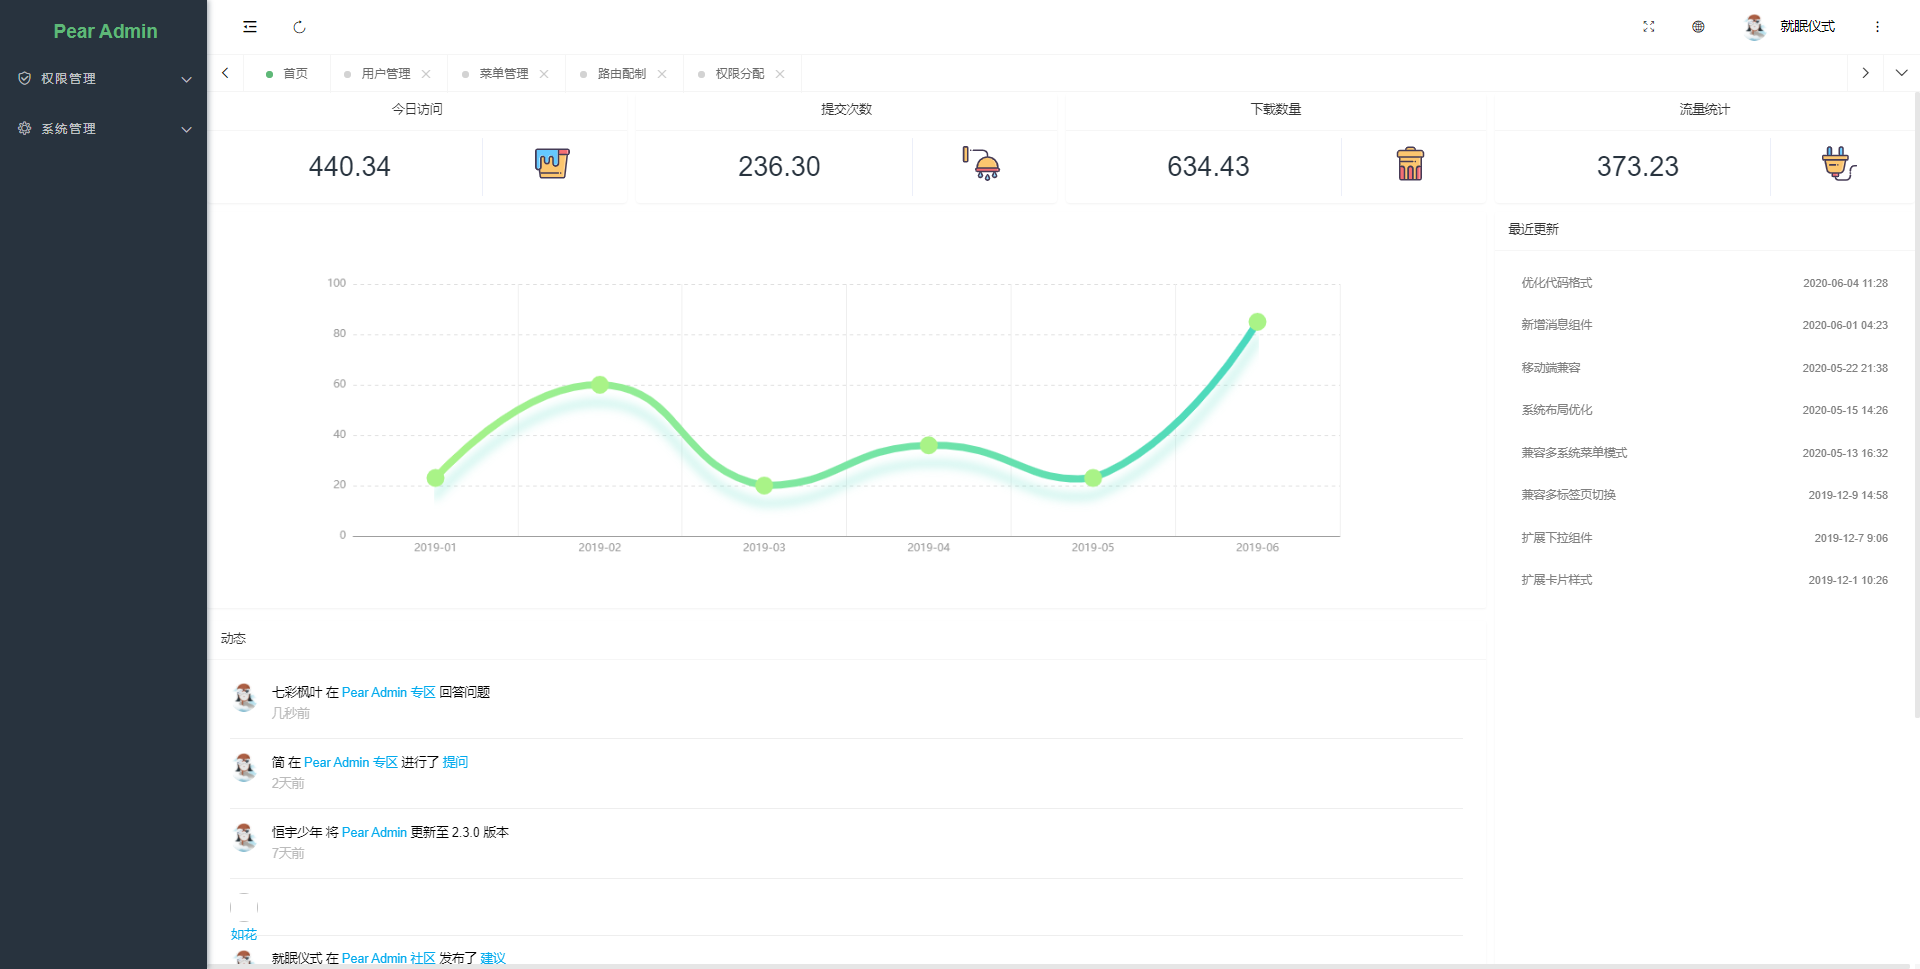 Pear Admin
权限管理
系统管理
就眠仪式
首页
用户管理
菜单管理
路由配制
权限分配
今日访问
440.34
提交次数
236.30
下载数量
634.43
流量统计
373.23
100
80
60
40
20
0
2019-01
2019-02
2019-03
2019-04
2019-05
2019-06
最近更新
优化代码格式 2020-06-04 11:28
新增消息组件 2020-06-01 04:23
移动端兼容 2020-05-22 21:38
系统布局优化 2020-05-15 14:26
兼容多系统菜单模式 2020-05-13 16:32
兼容多标签页切换 2019-12-9 14:58
扩展下拉组件 2019-12-7 9:06
扩展卡片样式 2019-12-1 10:26
动态
七彩枫叶 在 Pear Admin 专区 回答问题
几秒前
简 在 Pear Admin 专区 进行了 提问
2天前
恒宇少年 将 Pear Admin 更新至 2.3.0 版本
7天前
如花
就眠仪式 在 Pear Admin 社区 发布了 建议